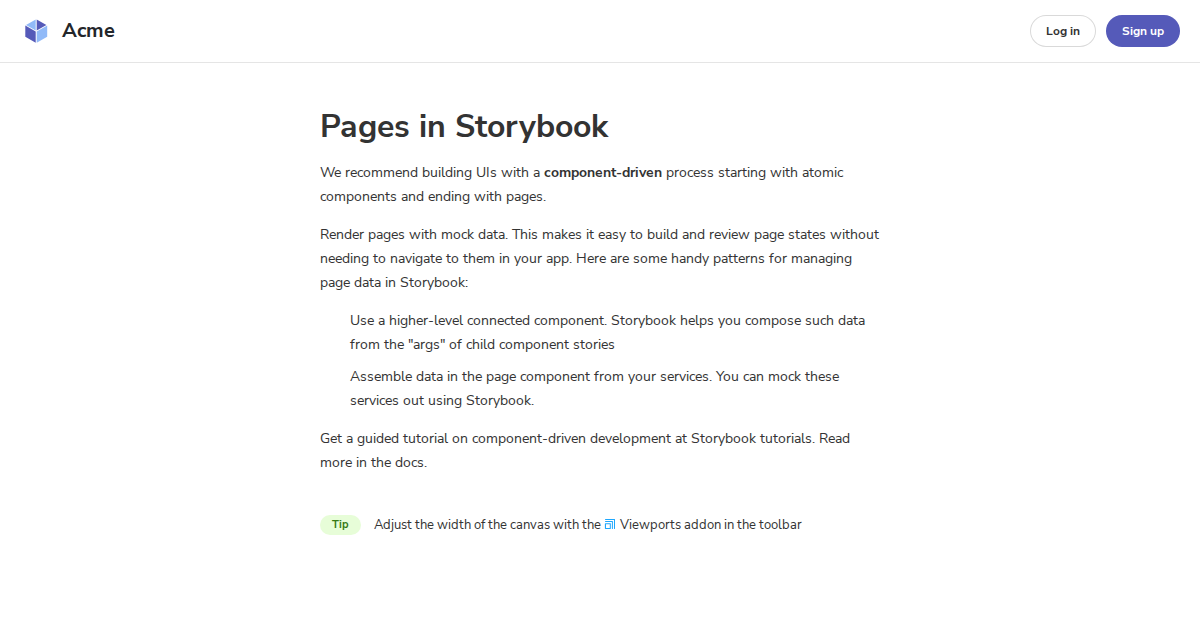 Acme
Log in
Sign up
Pages in Storybook
We recommend building UIs with a component-driven process starting with atomic
components and ending with pages.
Render pages with mock data. This makes it easy to build and review page states without
needing to navigate to them in your app. Here are some handy patterns for managing
page data in Storybook:
Use a higher-level connected component. Storybook helps you compose such data
from the "args" of child component stories
Assemble data in the page component from your services. You can mock these
services out using Storybook.
Get a guided tutorial on component-driven development at Storybook tutorials. Read
more in the docs.
Tip
Adjust the width of the canvas with the Viewports addon in the toolbar